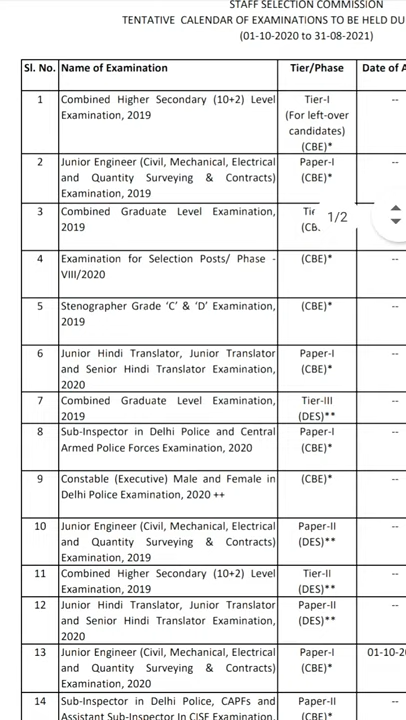 STAFF SELECTION COMMISSION
TENTATIVE CALENDAR OF EXAMINATIONS TO BE HELD DU
(01-10-2020 to 31-08-2021)
Sl. No. Name of Examination Tier/Phase Date of A
1 Combined Higher Secondary (10+2) Level Examination, 2019 Tier-I (For left-over candidates) (CBE)* --
2 Junior Engineer (Civil, Mechanical, Electrical and Quantity Surveying & Contracts) Examination, 2019 Paper-I (CBE)* --
3 Combined Graduate Level Examination, 2019 --
1/2
4 Examination for Selection Posts/ Phase - VIII/2020 (CBE)* --
5 Stenographer Grade ‘C’ & ‘D’ Examination, 2019 (CBE)* --
6 Junior Hindi Translator, Junior Translator and Senior Hindi Translator Examination, 2020 Paper-I (CBE)* --
7 Combined Graduate Level Examination, 2019 Tier-III (DES)** --
8 Sub-Inspector in Delhi Police and Central Armed Police Forces Examination, 2020 Paper-I (CBE)* --
9 Constable (Executive) Male and Female in Delhi Police Examination, 2020 ++ (CBE)* --
10 Junior Engineer (Civil, Mechanical, Electrical and Quantity Surveying & Contracts) Examination, 2019 Paper-II (DES)** --
11 Combined Higher Secondary (10+2) Level Examination, 2019 Tier-II (DES)** --
12 Junior Hindi Translator, Junior Translator and Senior Hindi Translator Examination, 2020 Paper-II (DES)** --
13 Junior Engineer (Civil, Mechanical, Electrical and Quantity Surveying & Contracts) Examination, 2020 Paper-I (CBE)* 01-10-20
14 Sub-Inspector in Delhi Police, CAPFs and Assistant Sub-Inspector In CISF Examination, Paper-II (CBE)*